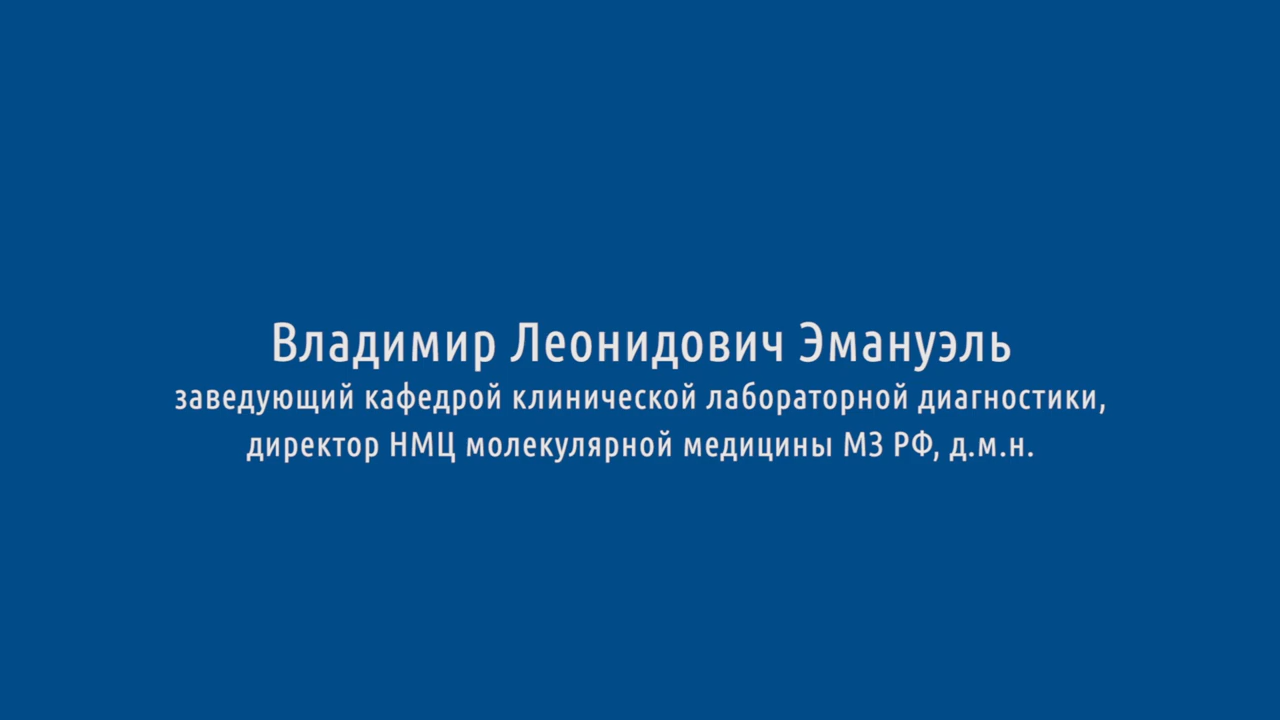 Владимир Леонидович Эмануэль
заведующий кафедрой клинической лабораторной диагностики,
директор НМЦ молекулярной медицины МЗ РФ, д.м.н.